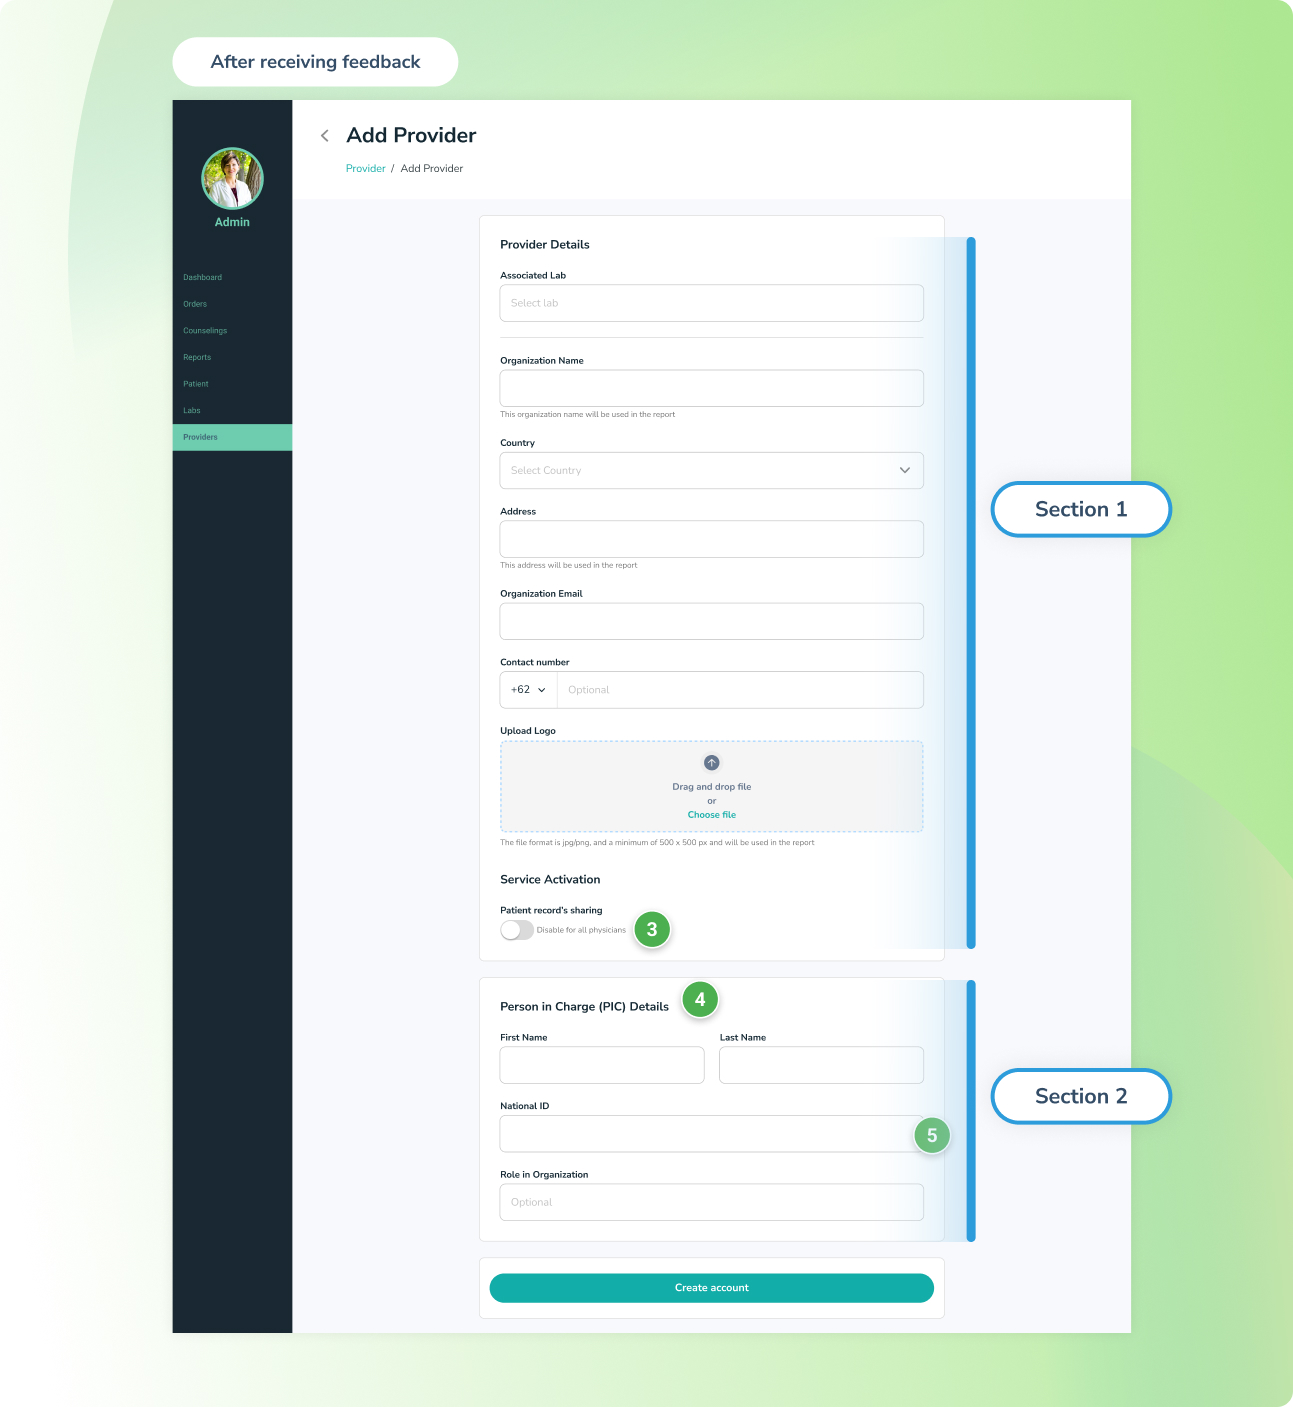 After receiving feedback
Add Provider
Provider / Add Provider
Admin
Dashboard
Orders
Counselings
Reports
Patient
Labs
Providers
Provider Details
Associated Lab
Select lab
Organization Name
This organization name will be used in the report
Country
Select Country
Address
This address will be used in the report
Organization Email
Contact number
+62 Optional
Upload Logo
Drag and drop file
or
Choose file
The file format is jpg/png, and a minimum of 500 x 500 px and will be used in the report
Service Activation
Patient record's sharing
Disable for all physicians
3
Section 1
Person in Charge (PIC) Details
4
First Name Last Name
National ID
5
Role in Organization
Optional
Section 2
Create account